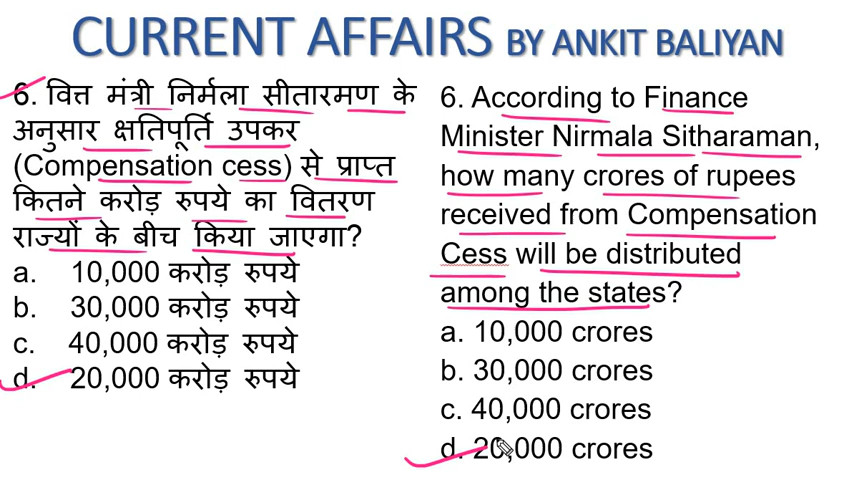 CURRENT AFFAIRS BY ANKIT BALIYAN
6. वित्त मंत्री निर्मला सीतारमण के
अनुसार क्षतिपूर्ति उपकर
(Compensation cess) से प्राप्त
कितने करोड़ रुपये का वितरण
राज्यों के बीच किया जाएगा?
a. 10,000 करोड़ रुपये
b. 30,000 करोड़ रुपये
c. 40,000 करोड़ रुपये
d. 20,000 करोड़ रुपये
6. According to Finance
Minister Nirmala Sitharaman,
how many crores of rupees
received from Compensation
Cess will be distributed
among the states?
a. 10,000 crores
b. 30,000 crores
c. 40,000 crores
d. 20,000 crores